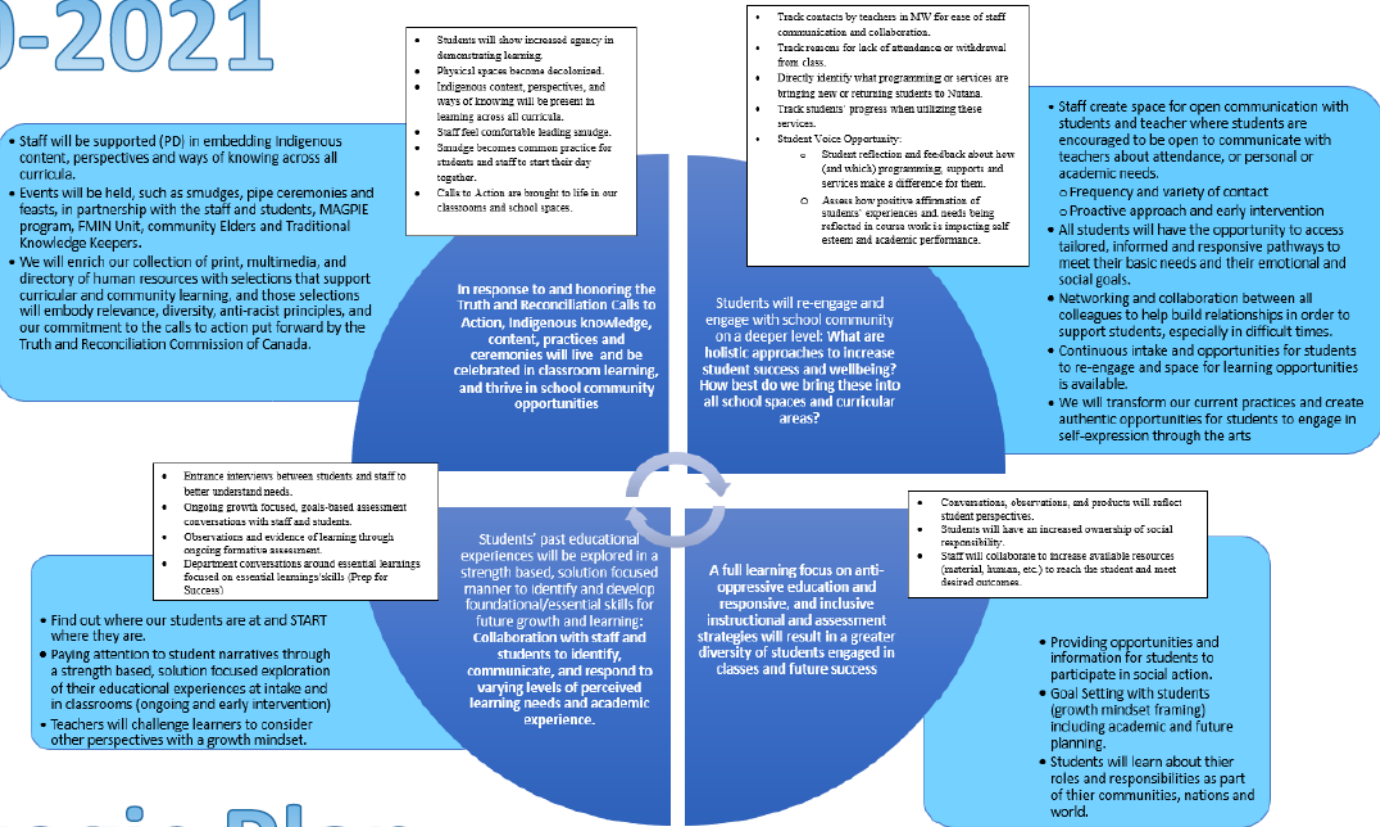 0-2021
• Students will show increased agency in
demonstrating learning.
• Physical spaces become decolonized.
• Indigenous content, perspectives, and
ways of knowing will be present in
learning across all curricula.
• Staff feel comfortable leading smudge.
• Smudge becomes common practice for
students and staff to start their day
together.
• Calls to Action are brought to life in our
classrooms and school spaces.
• Track contacts by teachers in MW for ease of staff
communication and collaboration.
• Track reasons for lack of attendance or withdrawal
from class.
• Directly identify what programming or services are
bringing new or returning students to Nutana.
• Track students' progress when utilizing these
services.
• Student Voice Opportunity:
o Student reflection and feedback about how
(and which) programming, supports and
services make a difference for them.
o Assess how positive affirmation of
students' experiences and needs being
reflected in course work is impacting self
esteem and academic performance.
• Staff will be supported (PD) in embedding Indigenous
content, perspectives and ways of knowing across all
curricula.
• Events will be held, such as smudges, pipe ceremonies and
feasts, in partnership with the staff and students, MAGPIE
program, FMIN Unit, community Elders and Traditional
Knowledge Keepers.
• We will enrich our collection of print, multimedia, and
directory of human resources with selections that support
curricular and community learning, and those selections
will embody relevance, diversity, anti-racist principles, and
our commitment to the calls to action put forward by the
Truth and Reconciliation Commission of Canada.
In response to and honoring the
Truth and Reconciliation Calls to
Action, Indigenous knowledge,
content, practices and
ceremonies will live and be
celebrated in classroom learning,
and thrive in school community
opportunities
Students will re-engage and
engage with school community
on a deeper level: What are
holistic approaches to increase
student success and wellbeing?
How best do we bring these into
all school spaces and curricular
areas?
• Staff create space for open communication with
students and teacher where students are
encouraged to be open to communicate with
teachers about attendance, or personal or
academic needs.
o Frequency and variety of contact
o Proactive approach and early intervention
• All students will have the opportunity to access
tailored, informed and responsive pathways to
meet their basic needs and their emotional and
social goals.
• Networking and collaboration between all
colleagues to help build relationships in order to
support students, especially in difficult times.
• Continuous intake and opportunities for students
to re-engage and space for learning opportunities
is available.
• We will transform our current practices and create
authentic opportunities for students to engage in
self-expression through the arts
• Entrance interviews between students and staff to
better understand needs.
• Ongoing growth focused, goals-based assessment
conversations with staff and students.
• Observations and evidence of learning through
ongoing formative assessment.
• Department conversations around essential learnings
focused on essential learnings/skills (Prep for
Success)
• Find out where our students are at and START
where they are.
• Paying attention to student narratives through
a strength based, solution focused exploration
of their educational experiences at intake and
in classrooms (ongoing and early intervention)
• Teachers will challenge learners to consider
other perspectives with a growth mindset.
Students' past educational
experiences will be explored in a
strength based, solution focused
manner to identify and develop
foundational/essential skills for
future growth and learning:
Collaboration with staff and
students to identify,
communicate, and respond to
varying levels of perceived
learning needs and academic
experience.
A full learning focus on anti-
oppressive education and
responsive, and inclusive
instructional and assessment
strategies will result in a greater
diversity of students engaged in
classes and future success
• Conversations, observations, and products will reflect
student perspectives.
• Students will have an increased ownership of social
responsibility.
• Staff will collaborate to increase available resources
(material, human, etc.) to reach the student and meet
desired outcomes.
• Providing opportunities and
information for students to
participate in social action.
• Goal Setting with students
(growth mindset framing)
including academic and future
planning.
• Students will learn about thier
roles and responsibilities as part
of thier communities, nations and
world.
Plan